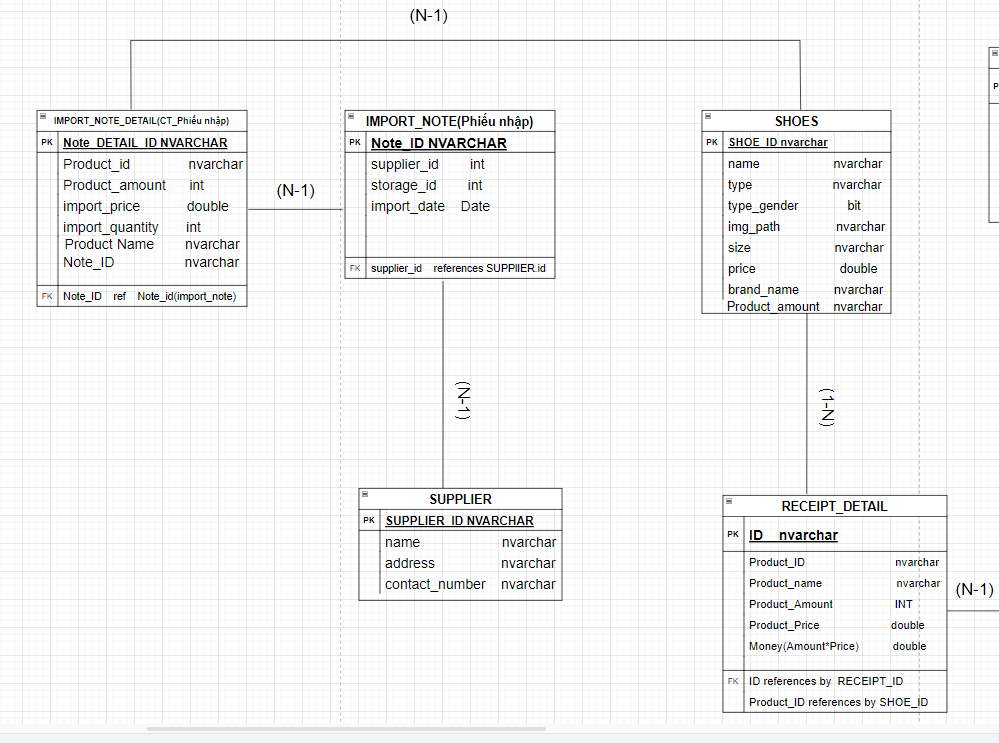 (N-1)
IMPORT_NOTE_DETAIL(CT_Phiếu nhập)
PK Note_DETAIL_ID NVARCHAR
Product_id nvarchar
Product_amount int
import_price double
import_quantity int
Product Name nvarchar
Note_ID nvarchar
FK Note_ID ref Note_id(import_note)
(N-1)
IMPORT_NOTE(Phiếu nhập)
PK Note_ID NVARCHAR
supplier_id int
storage_id int
import_date Date
FK supplier_id references SUPPIIER.id
SHOES
PK SHOE_ID nvarchar
name nvarchar
type nvarchar
type_gender bit
img_path nvarchar
size nvarchar
price double
brand_name nvarchar
Product_amount nvarchar
P
(N-1)
(1-N)
SUPPLIER
PK SUPPLIER_ID NVARCHAR
name nvarchar
address nvarchar
contact_number nvarchar
RECEIPT_DETAIL
PK ID nvarchar
Product_ID nvarchar
Product_name nvarchar
Product_Amount INT
Product_Price double
Money(Amount*Price) double
FK ID references by RECEIPT_ID
Product_ID references by SHOE_ID
(N-1)